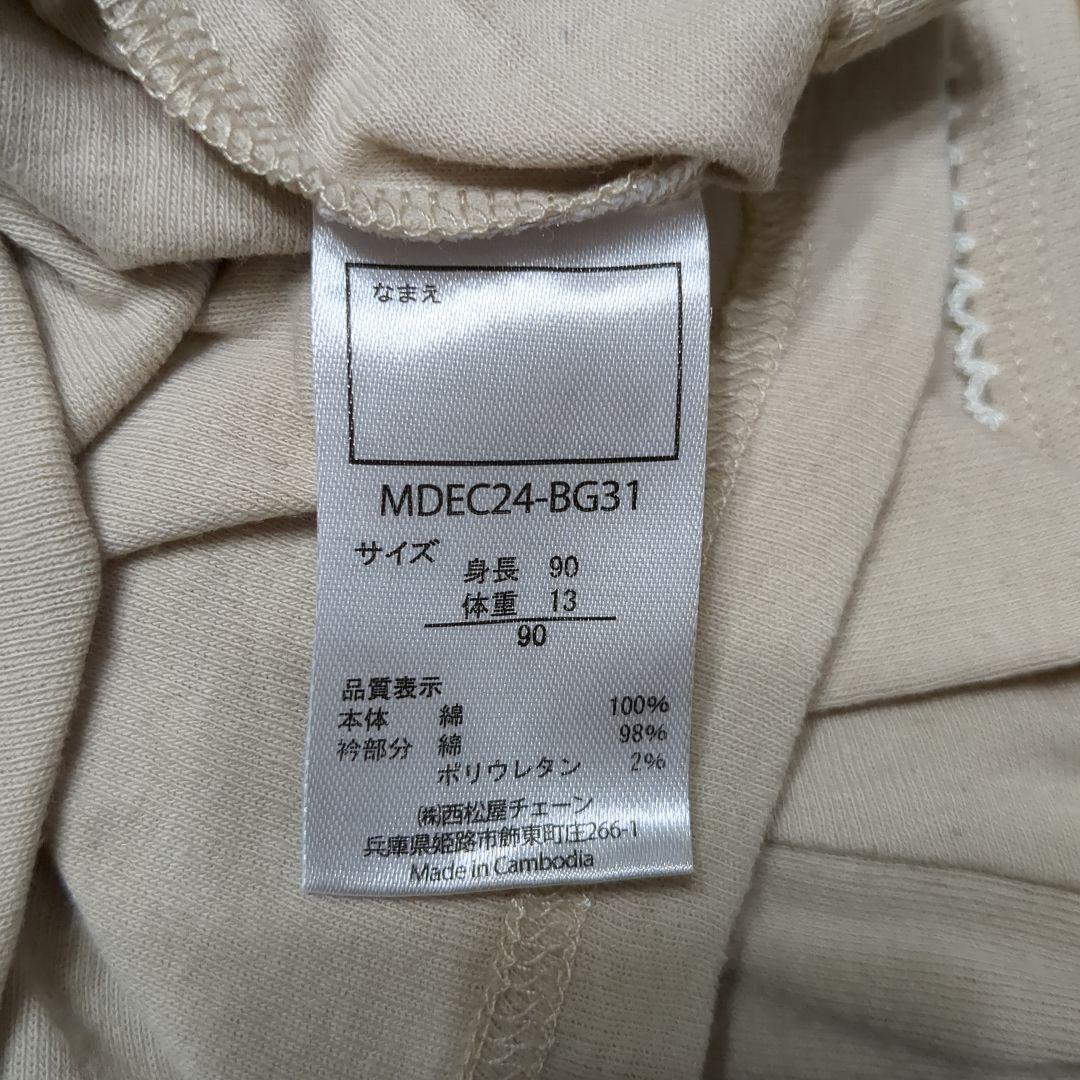 なまえ
MDEC24-BG31
サイズ
身長 90
体重 13
90
品質表示
本体 綿 100%
衿部分 綿 98%
ポリウレタン 2%
㈱西松屋チェーン
兵庫県姫路市飾東町庄266-1
Made in Cambodia